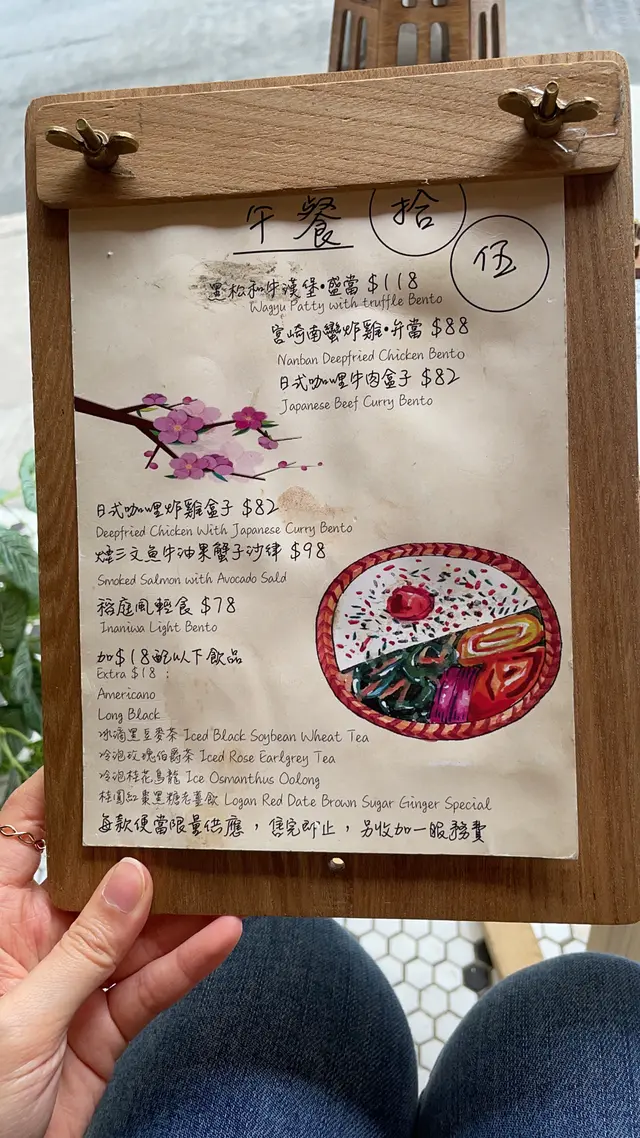 午餐 拾
伍
黑松和牛漢堡•盛當 $118
Wagyu Patty with truffle Bento
宮崎南蠻炸雞•弁當 $88
Nanban Deepfried Chicken Bento
日式咖哩牛肉盒子 $82
Japanese Beef Curry Bento
日式咖哩炸雞盒子 $82
Deepfried Chicken With Japanese Curry Bento
煙三文魚牛油果蟹子沙律 $98
Smoked Salmon with Avocado Sald
稻庭風輕食 $78
Inaniwa Light Bento
加$18配以下飲品
Extra $18 :
Americano
Long Black
冰滴黑豆麥茶 Iced Black Soybean Wheat Tea
冷泡玫瑰伯爵茶 Iced Rose Earlgrey Tea
冷泡桂花烏龍 Ice Osmanthus Oolong
桂圓紅棗黑糖老薑飲 Logan Red Date Brown Sugar Ginger Special
每款便當限量供應，售完即止，另收加一服務費